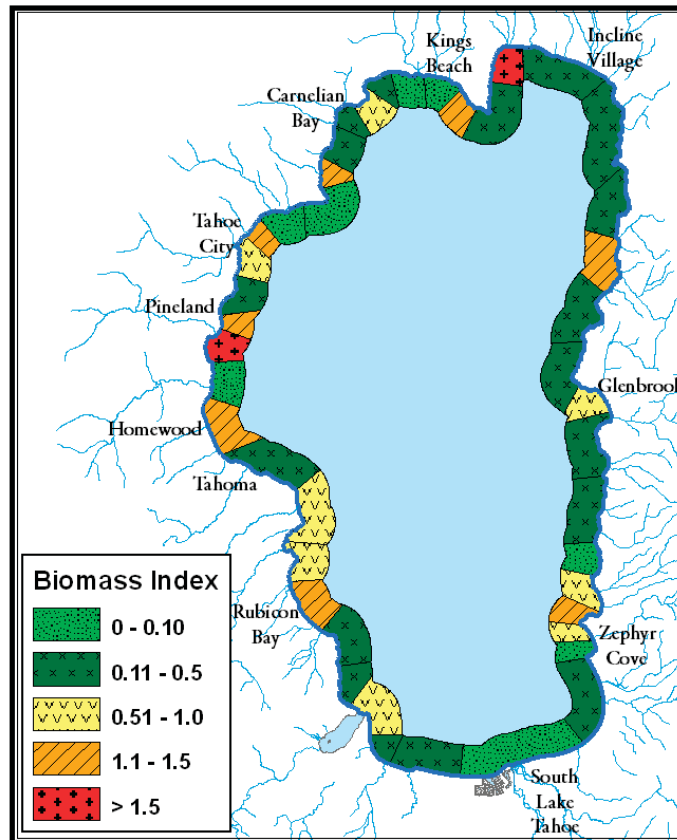 Kings
Beach
Incline
Village
Carnelian
Bay
Tahoe
City
Pineland
Glenbrook
Homewood
Tahoma
Rubicon
Bay
Zephyr
Cove
South
Lake
Tahoe
Biomass Index
0 - 0.10
0.11 - 0.5
0.51 - 1.0
1.1 - 1.5
> 1.5